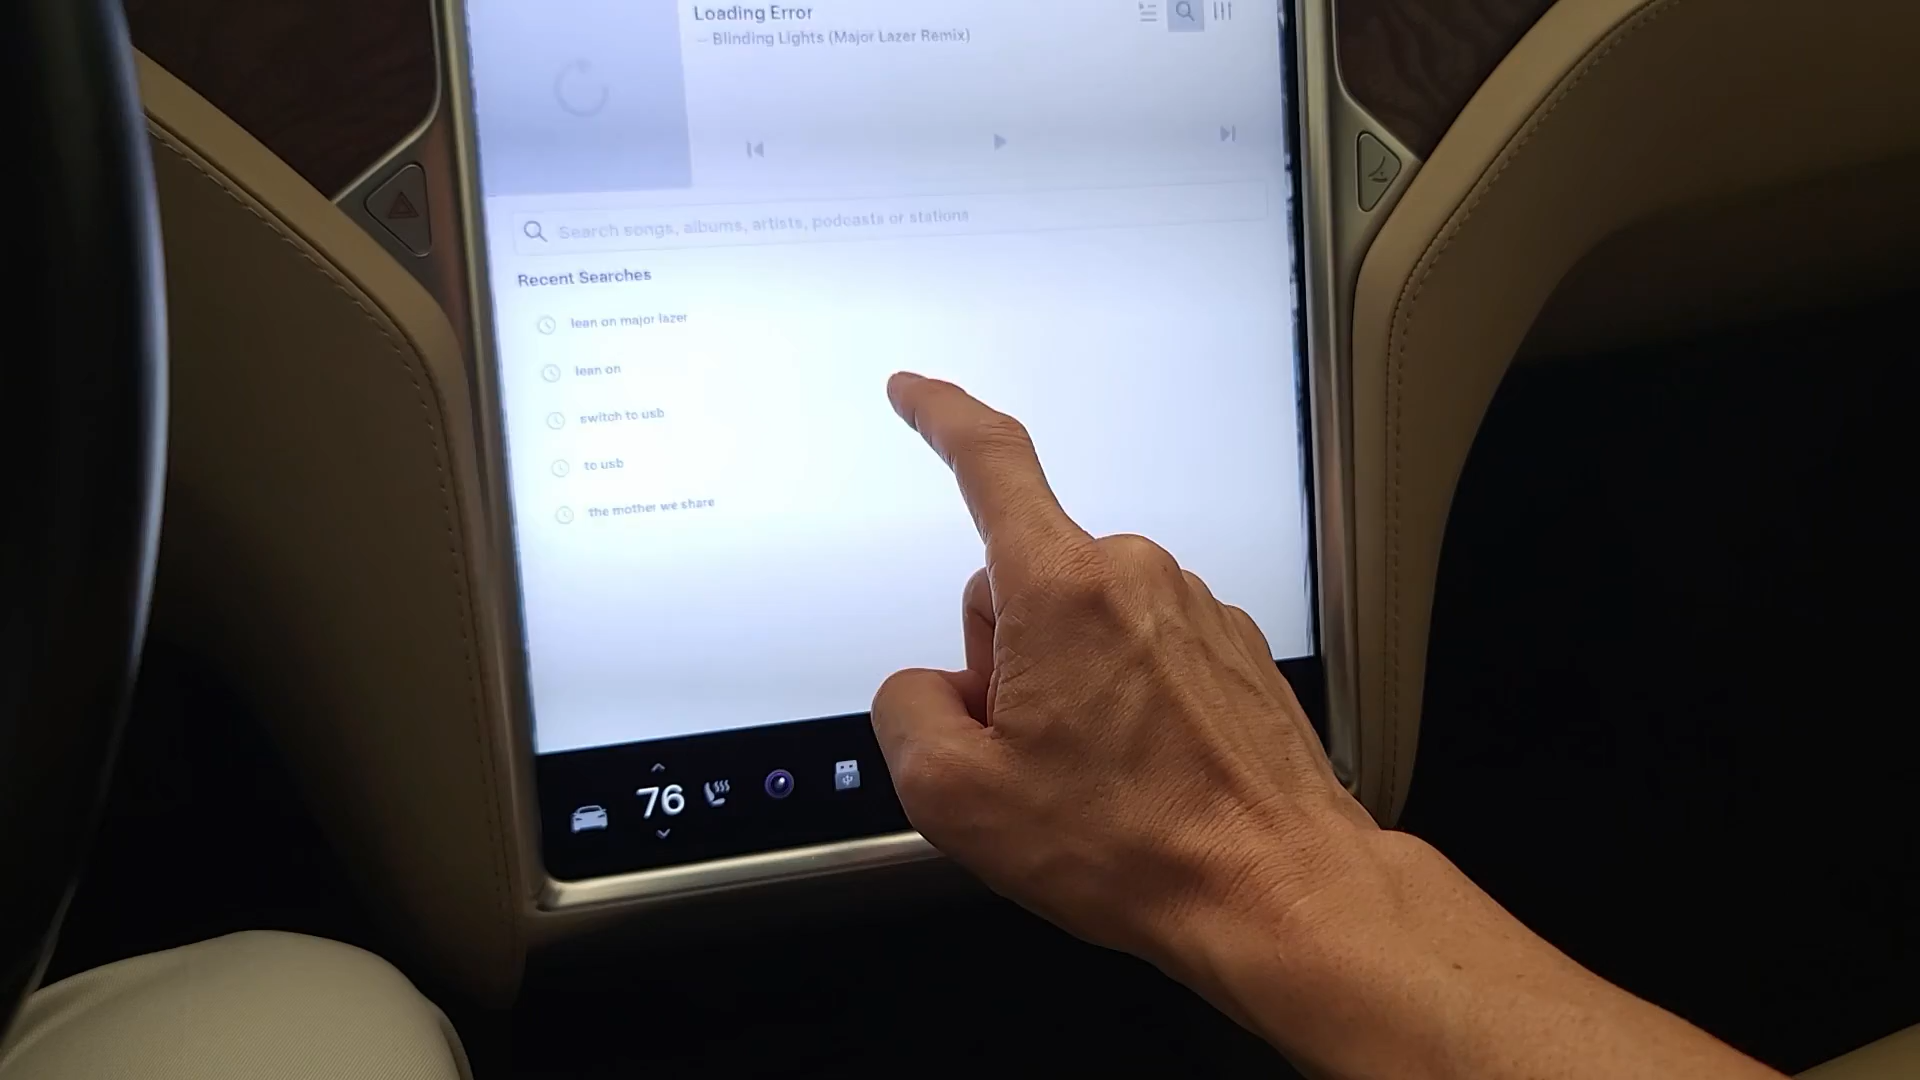 Loading Error
— Blinding Lights (Major Lazer Remix)
Search songs, albums, artists, podcasts or stations
Recent Searches
lean on major lazer
lean on
switch to usb
to usb
the mother we share
76